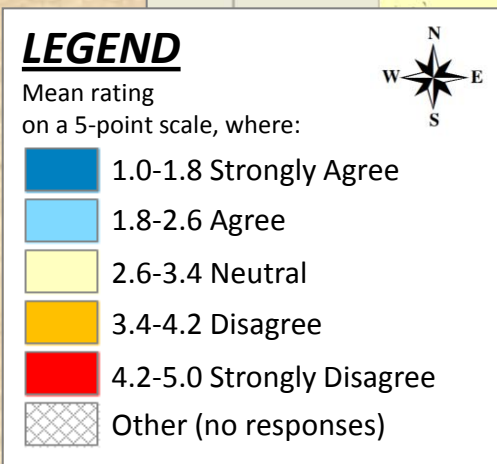 LEGEND
N
W E
S
Mean rating
on a 5-point scale, where:
1.0-1.8 Strongly Agree
1.8-2.6 Agree
2.6-3.4 Neutral
3.4-4.2 Disagree
4.2-5.0 Strongly Disagree
Other (no responses)